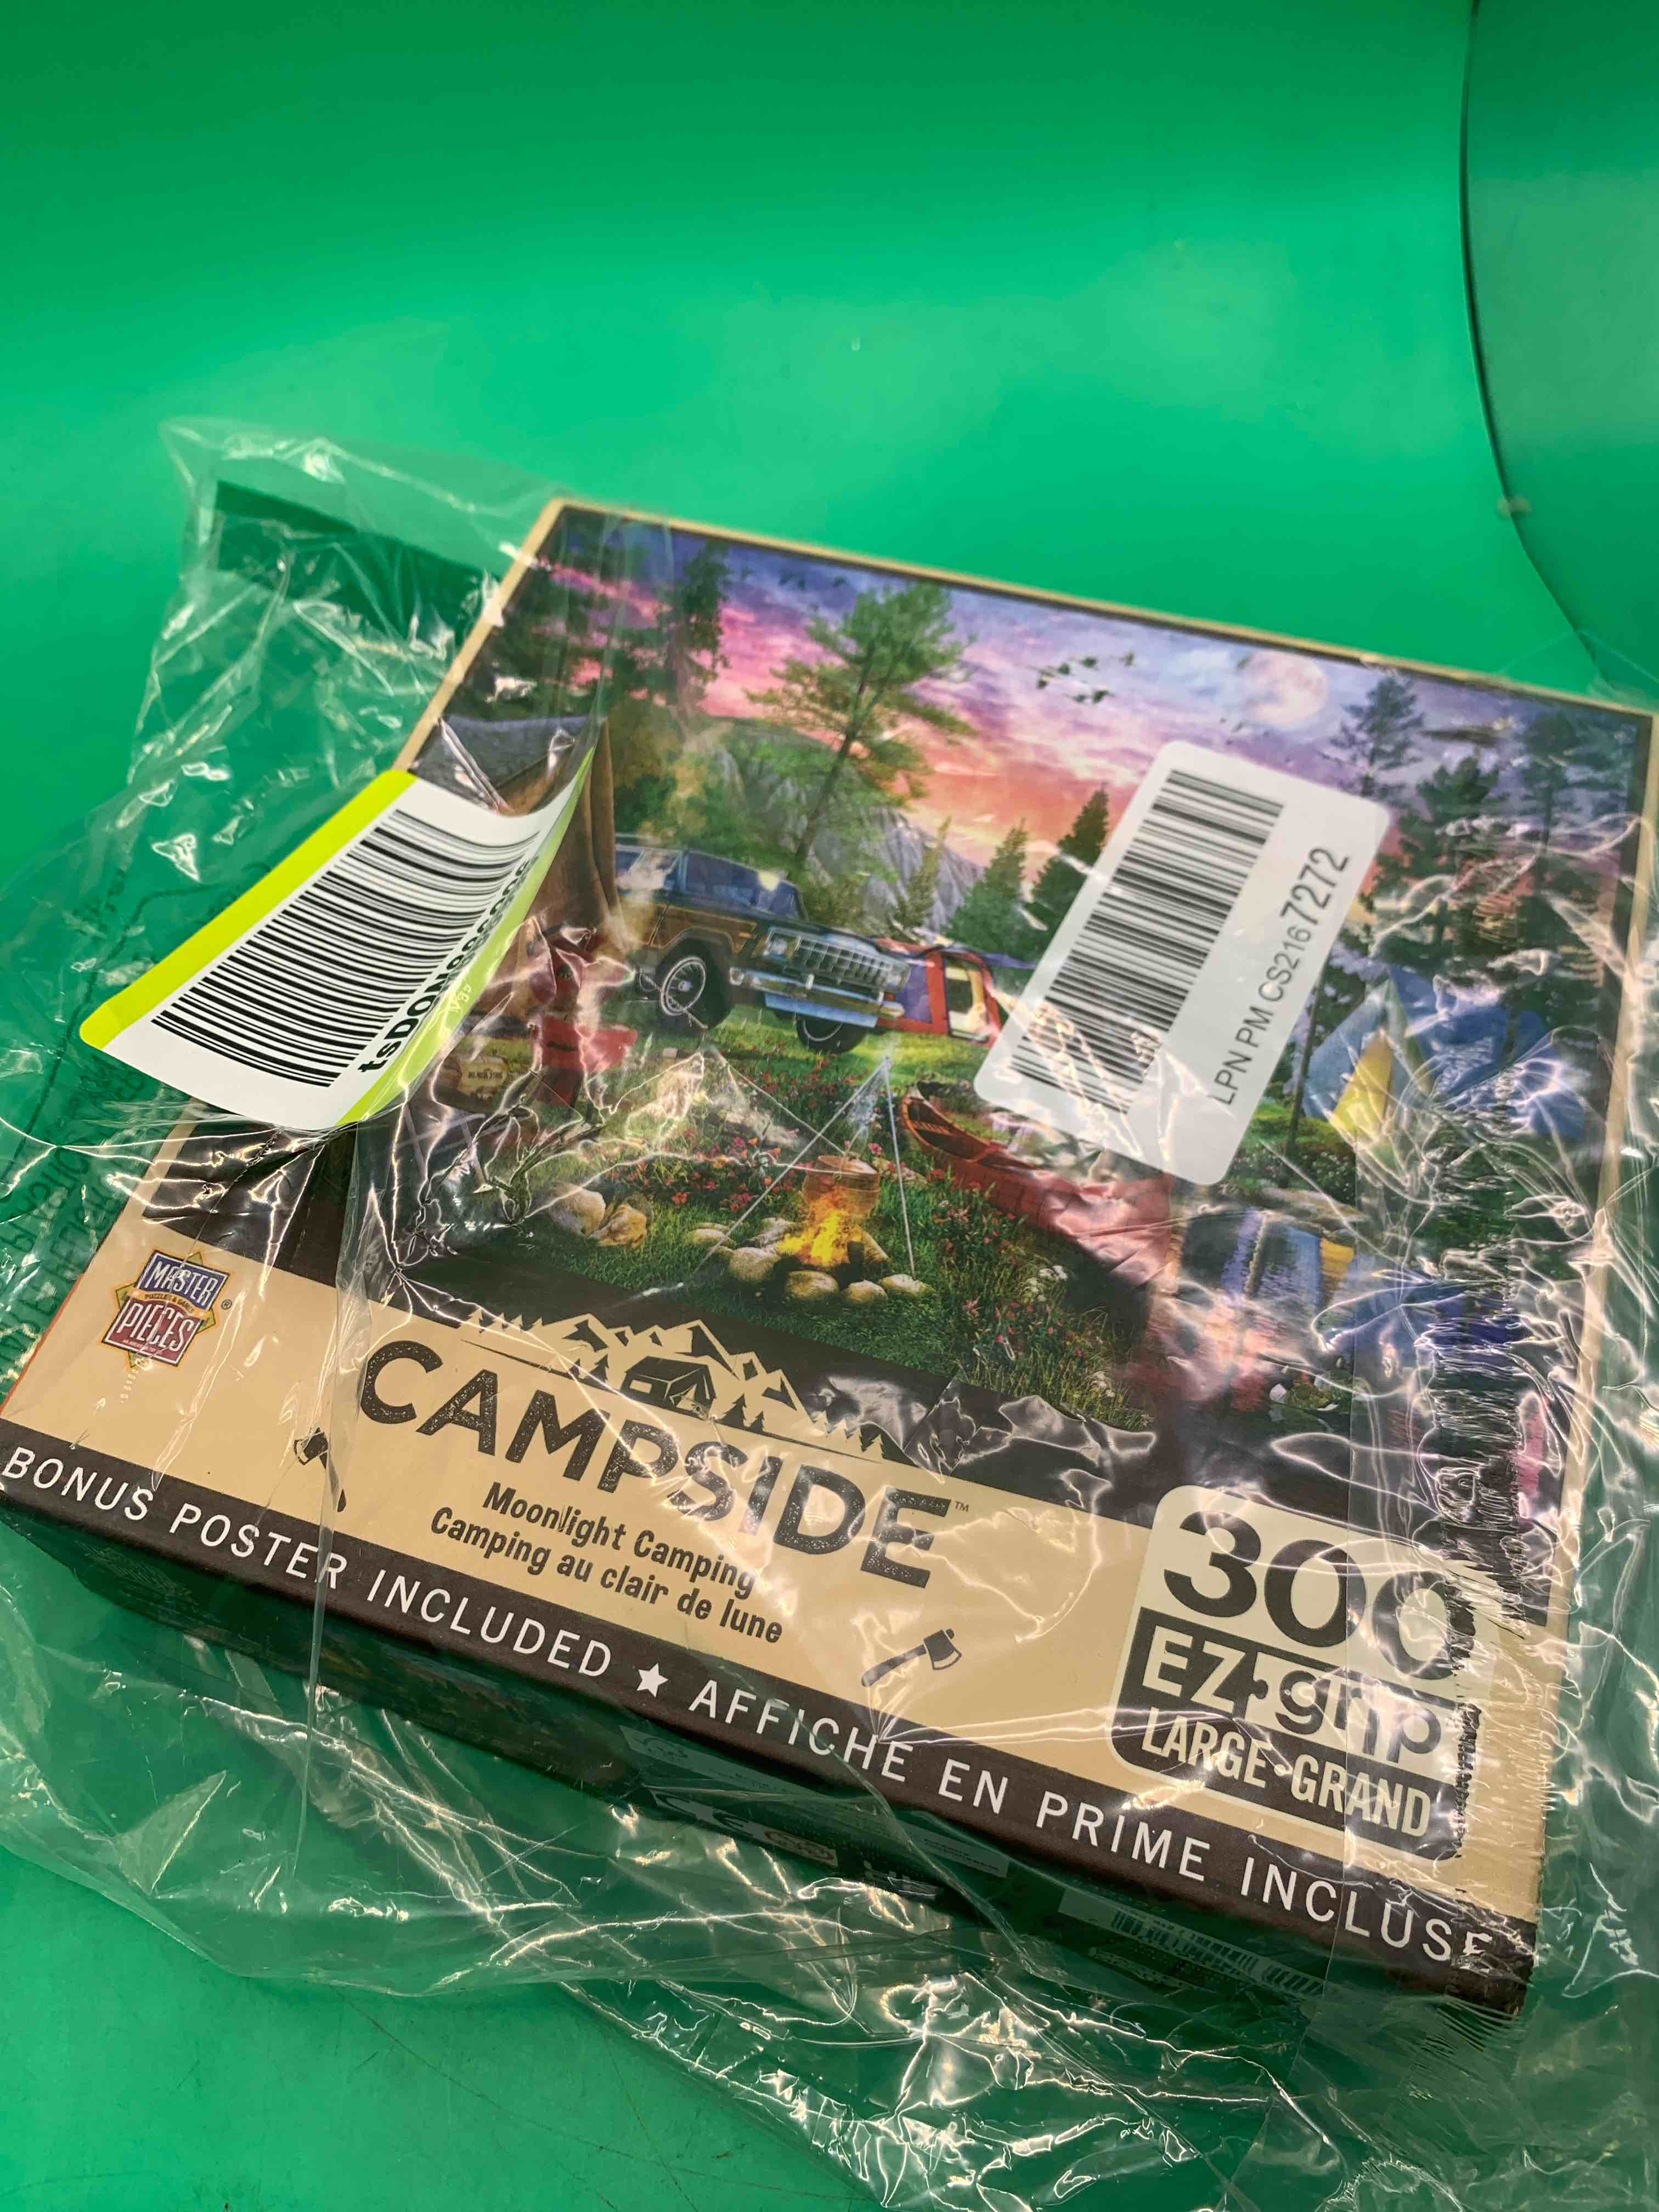 LPN PM CS2167272
MASTER
PIECES
®
CAMPSIDE™
Moonlight Camping
Camping au clair de lune
300
EZ-grip
LARGE-GRAND
BONUS POSTER INCLUDED ★ AFFICHE EN PRIME INCLUSE